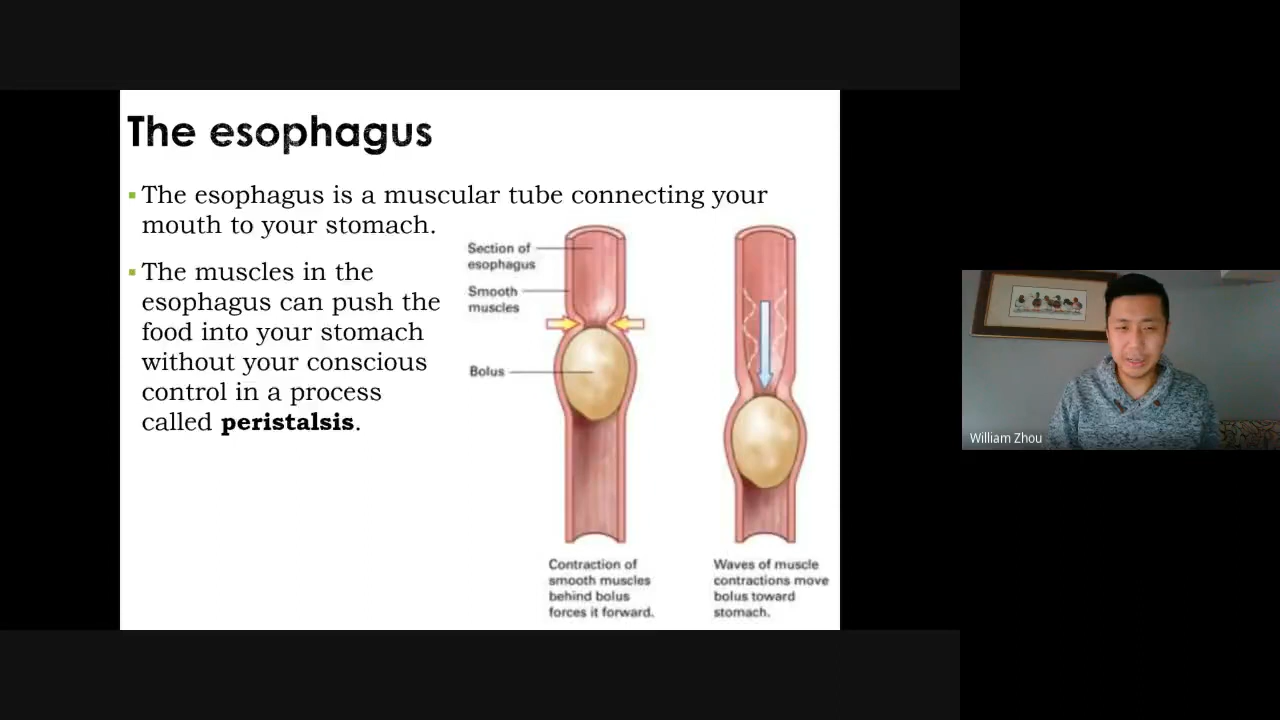 The esophagus
▪ The esophagus is a muscular tube connecting your
mouth to your stomach.
▪ The muscles in the
esophagus can push the
food into your stomach
without your conscious
control in a process
called peristalsis.
Section of
esophagus
Smooth
muscles
Bolus
Contraction of
smooth muscles
behind bolus
forces it forward.
Waves of muscle
contractions move
bolus toward
stomach.
William Zhou